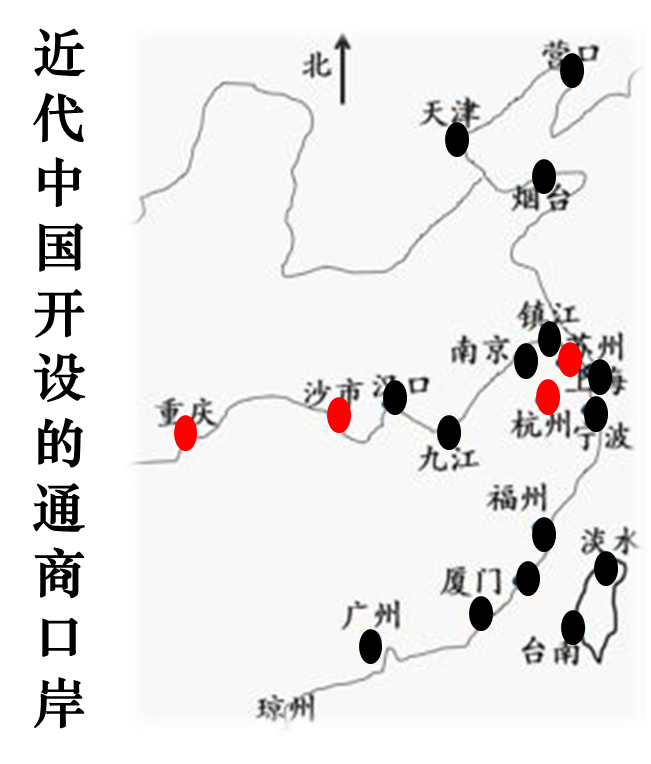 近代中国开设的通商口岸
北
营口
天津
烟台
镇江
南京
苏州
上海
沙市
汉口
重庆
杭州
宁波
九江
福州
淡水
厦门
广州
台南
琼州